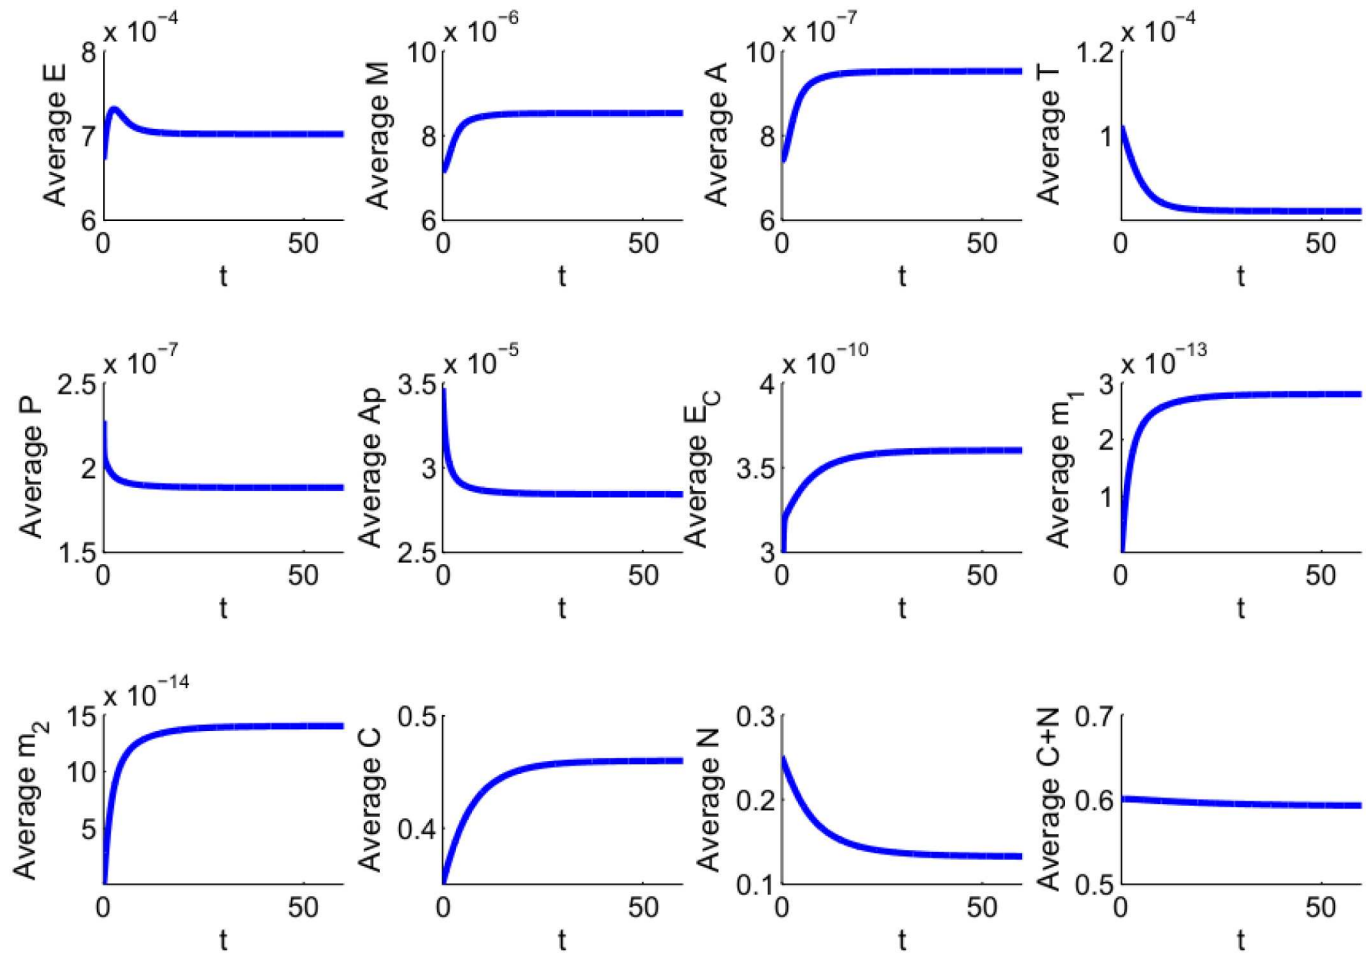 x 10⁻⁴
8
7
6
Average E
0
50
t
x 10⁻⁶
10
8
6
Average M
0
50
t
x 10⁻⁷
10
8
6
Average A
0
50
t
x 10⁻⁴
1.2
1
Average T
0
50
t
x 10⁻⁷
2.5
2
1.5
Average P
0
50
t
x 10⁻⁵
3.5
3
2.5
Average Ap
0
50
t
x 10⁻¹⁰
4
3.5
3
Average E_C
0
50
t
x 10⁻¹³
3
2
1
Average m₁
0
50
t
x 10⁻¹⁴
15
10
5
Average m₂
0
50
t
0.5
0.4
Average C
0
50
t
0.3
0.2
0.1
Average N
0
50
t
0.7
0.6
0.5
Average C+N
0
50
t